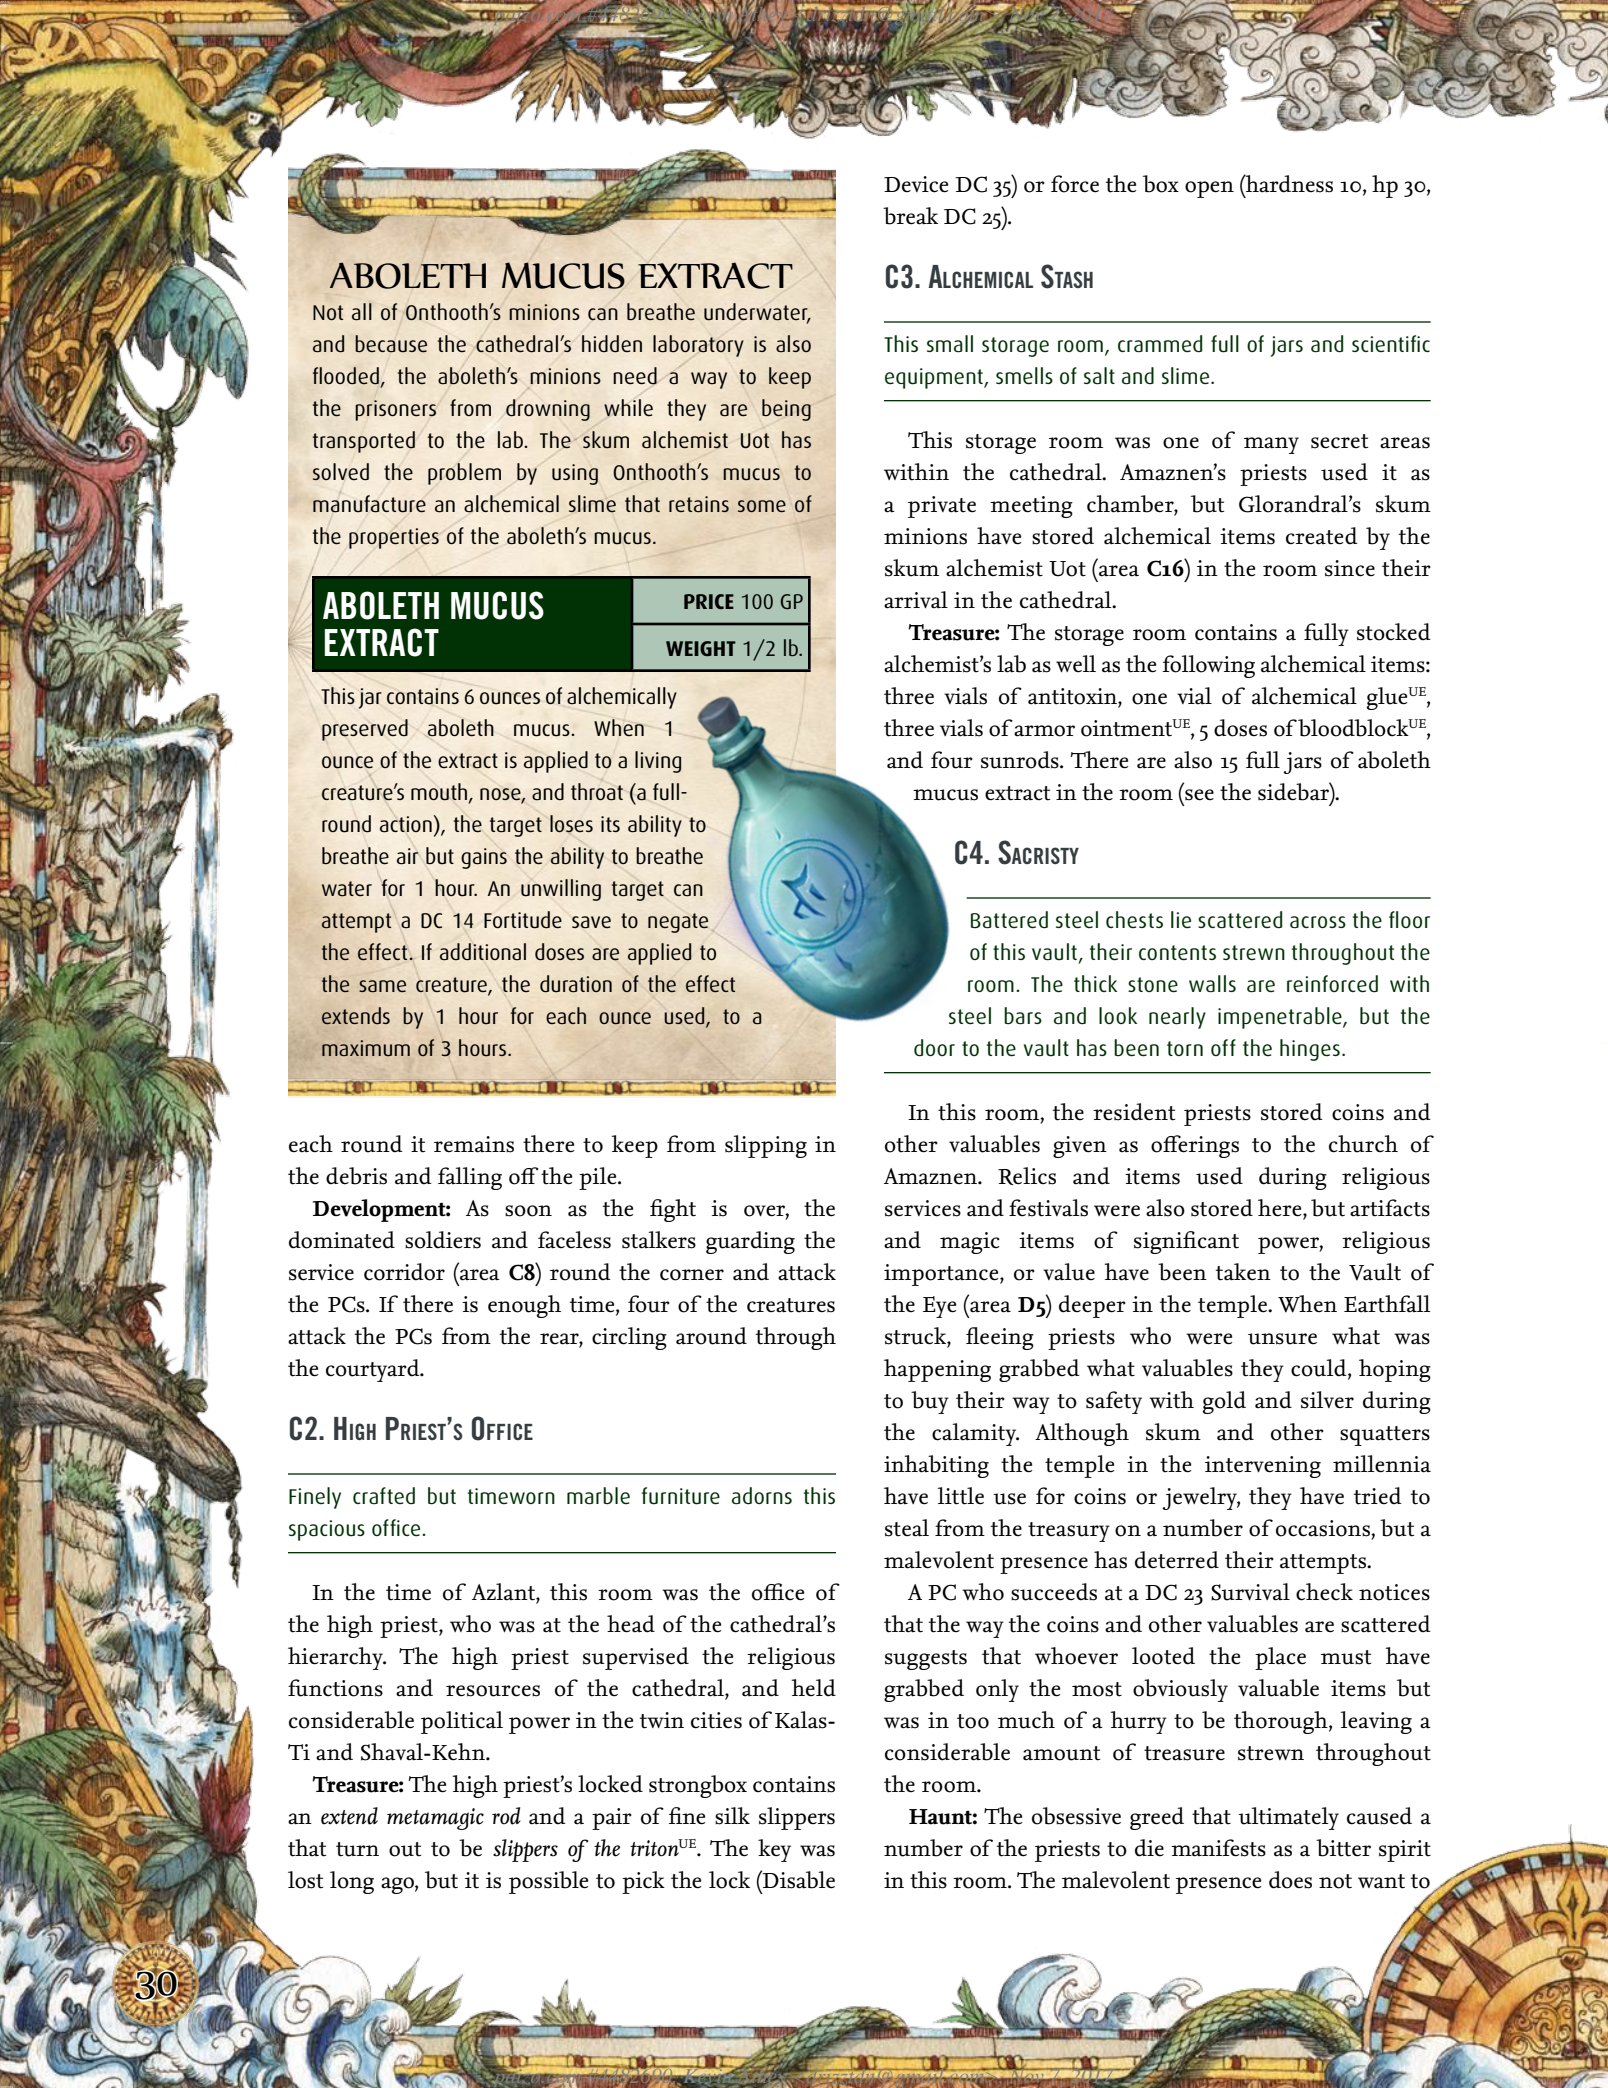 ABOLETH MUCUS EXTRACT
Not all of Onthooth's minions can breathe underwater,
and because the cathedral's hidden laboratory is also
flooded, the aboleth's minions need a way to keep
the prisoners from drowning while they are being
transported to the lab. The skum alchemist Uot has
solved the problem by using Onthooth's mucus to
manufacture an alchemical slime that retains some of
the properties of the aboleth's mucus.
ABOLETH MUCUS
EXTRACT
PRICE 100 GP
WEIGHT 1/2 lb.
This jar contains 6 ounces of alchemically
preserved aboleth mucus. When 1
ounce of the extract is applied to a living
creature's mouth, nose, and throat (a full-
round action), the target loses its ability to
breathe air but gains the ability to breathe
water for 1 hour. An unwilling target can
attempt a DC 14 Fortitude save to negate
the effect. If additional doses are applied to
the same creature, the duration of the effect
extends by 1 hour for each ounce used, to a
maximum of 3 hours.
each round it remains there to keep from slipping in
the debris and falling off the pile.
Development: As soon as the fight is over, the
dominated soldiers and faceless stalkers guarding the
service corridor (area C8) round the corner and attack
the PCs. If there is enough time, four of the creatures
attack the PCs from the rear, circling around through
the courtyard.
C2. High Priest's Office
Finely crafted but timeworn marble furniture adorns this
spacious office.
In the time of Azlant, this room was the office of
the high priest, who was at the head of the cathedral's
hierarchy. The high priest supervised the religious
functions and resources of the cathedral, and held
considerable political power in the twin cities of Kalas-
Ti and Shaval-Kehn.
Treasure: The high priest's locked strongbox contains
an extend metamagic rod and a pair of fine silk slippers
that turn out to be slippers of the tritonUE. The key was
lost long ago, but it is possible to pick the lock (Disable
Device DC 35) or force the box open (hardness 10, hp 30,
break DC 25).
C3. Alchemical Stash
This small storage room, crammed full of jars and scientific
equipment, smells of salt and slime.
This storage room was one of many secret areas
within the cathedral. Amaznen's priests used it as
a private meeting chamber, but Glorandral's skum
minions have stored alchemical items created by the
skum alchemist Uot (area C16) in the room since their
arrival in the cathedral.
Treasure: The storage room contains a fully stocked
alchemist's lab as well as the following alchemical items:
three vials of antitoxin, one vial of alchemical glueUE,
three vials of armor ointmentUE, 5 doses of bloodblockUE,
and four sunrods. There are also 15 full jars of aboleth
mucus extract in the room (see the sidebar).
C4. Sacristy
Battered steel chests lie scattered across the floor
of this vault, their contents strewn throughout the
room. The thick stone walls are reinforced with
steel bars and look nearly impenetrable, but the
door to the vault has been torn off the hinges.
In this room, the resident priests stored coins and
other valuables given as offerings to the church of
Amaznen. Relics and items used during religious
services and festivals were also stored here, but artifacts
and magic items of significant power, religious
importance, or value have been taken to the Vault of
the Eye (area D5) deeper in the temple. When Earthfall
struck, fleeing priests who were unsure what was
happening grabbed what valuables they could, hoping
to buy their way to safety with gold and silver during
the calamity. Although skum and other squatters
inhabiting the temple in the intervening millennia
have little use for coins or jewelry, they have tried to
steal from the treasury on a number of occasions, but a
malevolent presence has deterred their attempts.
A PC who succeeds at a DC 23 Survival check notices
that the way the coins and other valuables are scattered
suggests that whoever looted the place must have
grabbed only the most obviously valuable items but
was in too much of a hurry to be thorough, leaving a
considerable amount of treasure strewn throughout
the room.
Haunt: The obsessive greed that ultimately caused a
number of the priests to die manifests as a bitter spirit
in this room. The malevolent presence does not want to
30